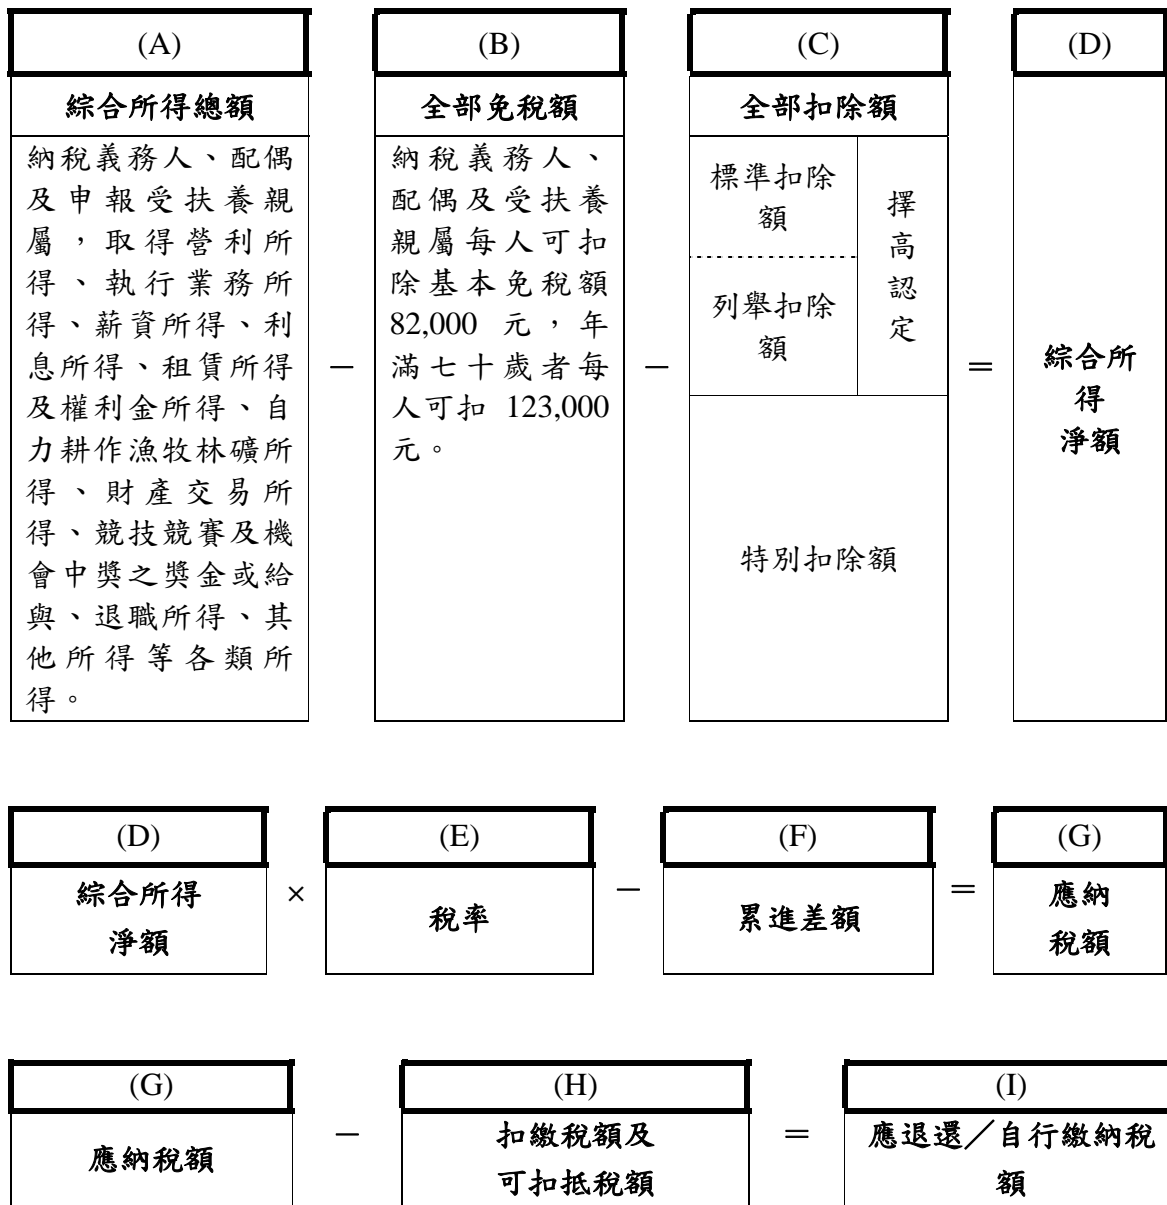 (A)
綜合所得總額
納稅義務人、配偶
及申報受扶養親
屬，取得營利所
得、執行業務所
得、薪資所得、利
息所得、租賃所得
及權利金所得、自
力耕作漁牧林礦所
得、財產交易所
得、競技競賽及機
會中獎之獎金或給
與、退職所得、其
他所得等各類所
得。
－
(B)
全部免稅額
納稅義務人、
配偶及受扶養
親屬每人可扣
除基本免稅額
82,000 元，年
滿七十歲者每
人可扣 123,000
元。
－
(C)
全部扣除額
標準扣除
額
列舉扣除
額
擇
高
認
定
特別扣除額
＝
(D)
綜合所
得
淨額
(D)
綜合所得
淨額
×
(E)
稅率
－
(F)
累進差額
＝
(G)
應納
稅額
(G)
應納稅額
－
(H)
扣繳稅額及
可扣抵稅額
＝
(I)
應退還／自行繳納稅
額